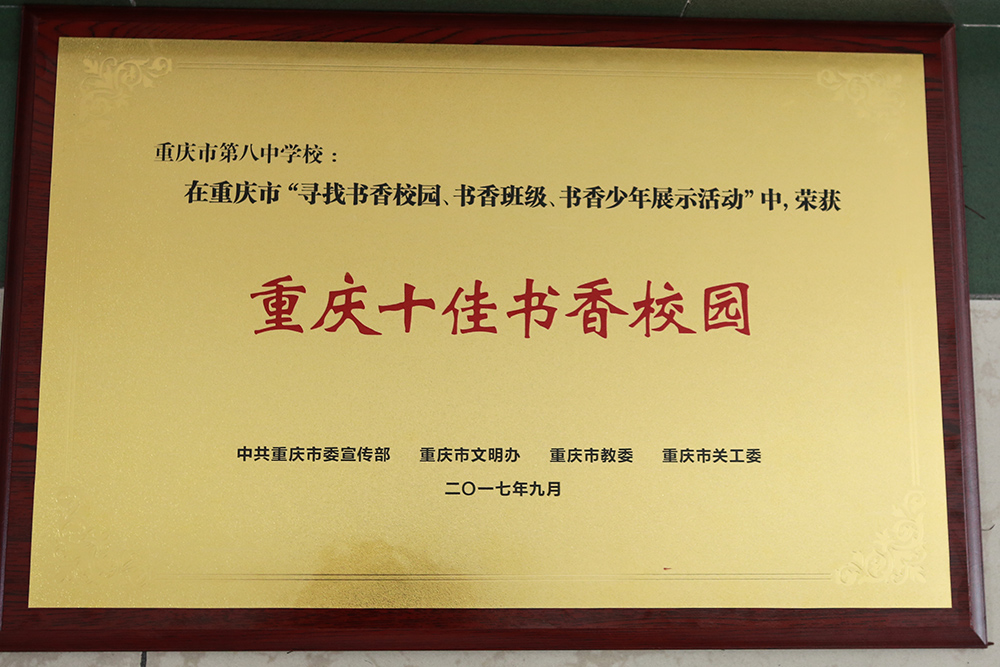 重庆市第八中学校：
在重庆市“寻找书香校园、书香班级、书香少年展示活动”中，荣获
重庆十佳书香校园
中共重庆市委宣传部 重庆市文明办 重庆市教委 重庆市关工委
二〇一七年九月